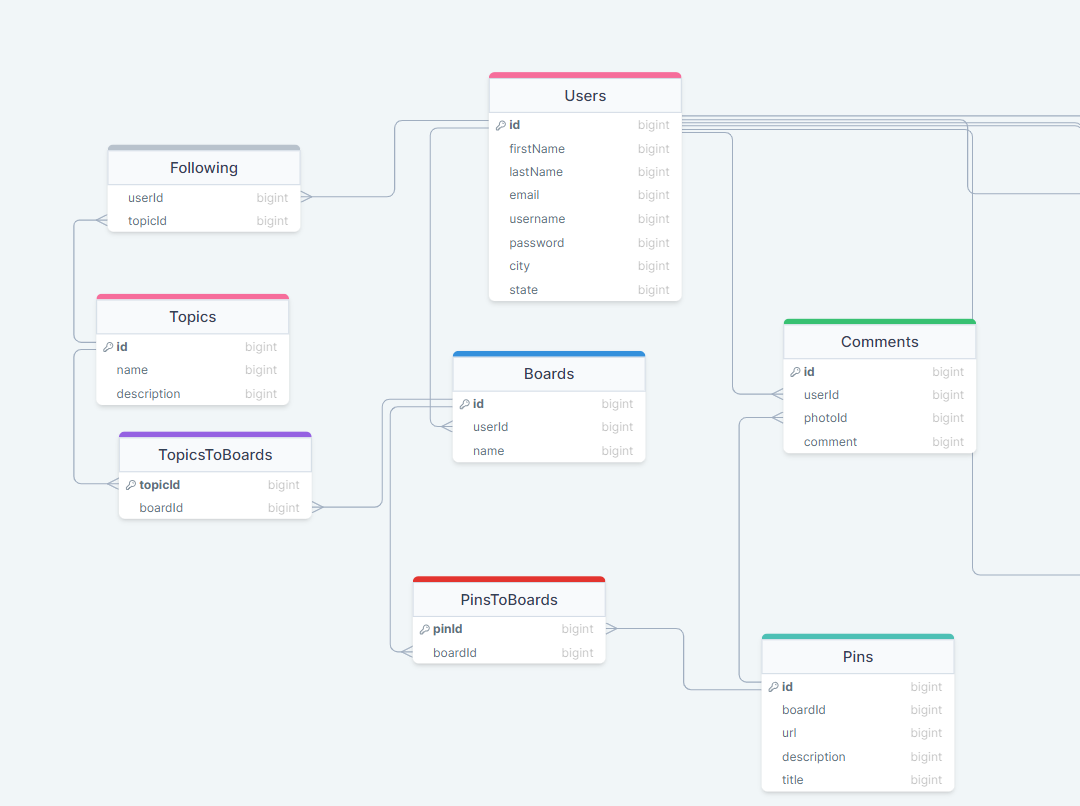 Users
id bigint
firstName bigint
lastName bigint
email bigint
username bigint
password bigint
city bigint
state bigint
Following
userId bigint
topicId bigint
Topics
id bigint
name bigint
description bigint
Comments
id bigint
userId bigint
photoId bigint
comment bigint
Boards
id bigint
userId bigint
name bigint
TopicsToBoards
topicId bigint
boardId bigint
PinsToBoards
pinId bigint
boardId bigint
Pins
id bigint
boardId bigint
url bigint
description bigint
title bigint